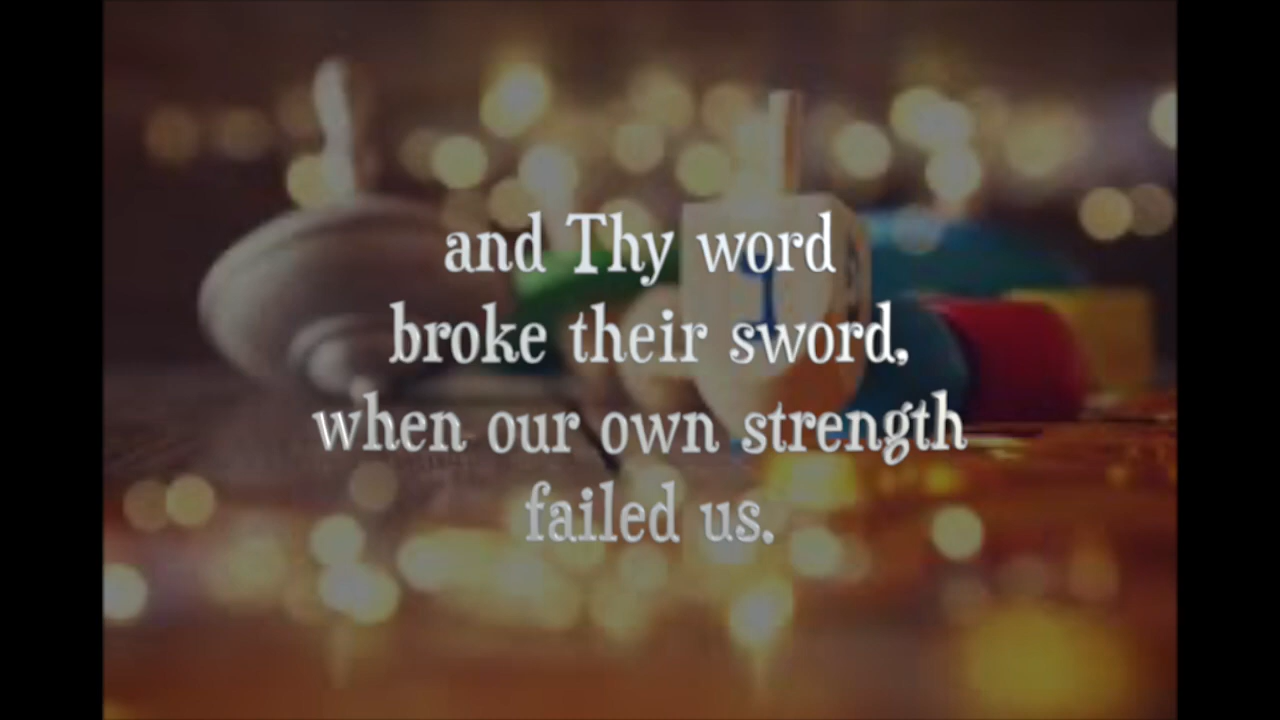 and Thy word
broke their sword,
when our own strength
failed us.